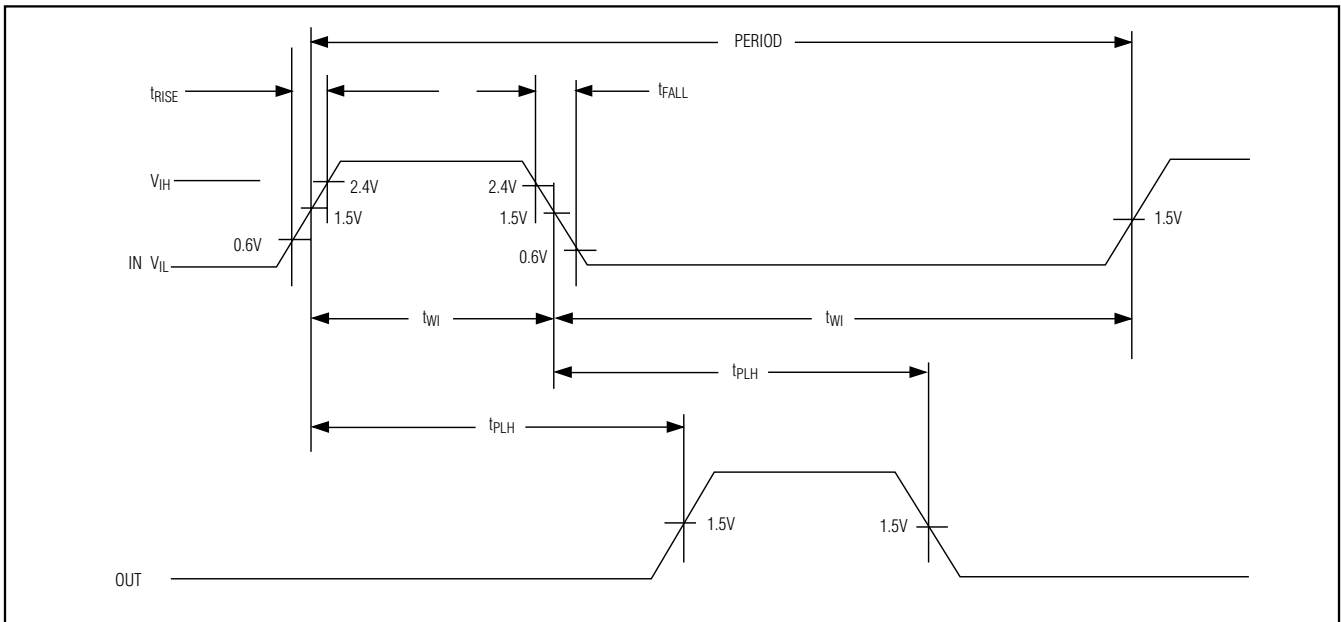 PERIOD
tRISE
tFALL
VIH
2.4V
2.4V
1.5V
1.5V
1.5V
0.6V
0.6V
IN VIL
tWI
tWI
tPLH
tPLH
1.5V
1.5V
OUT